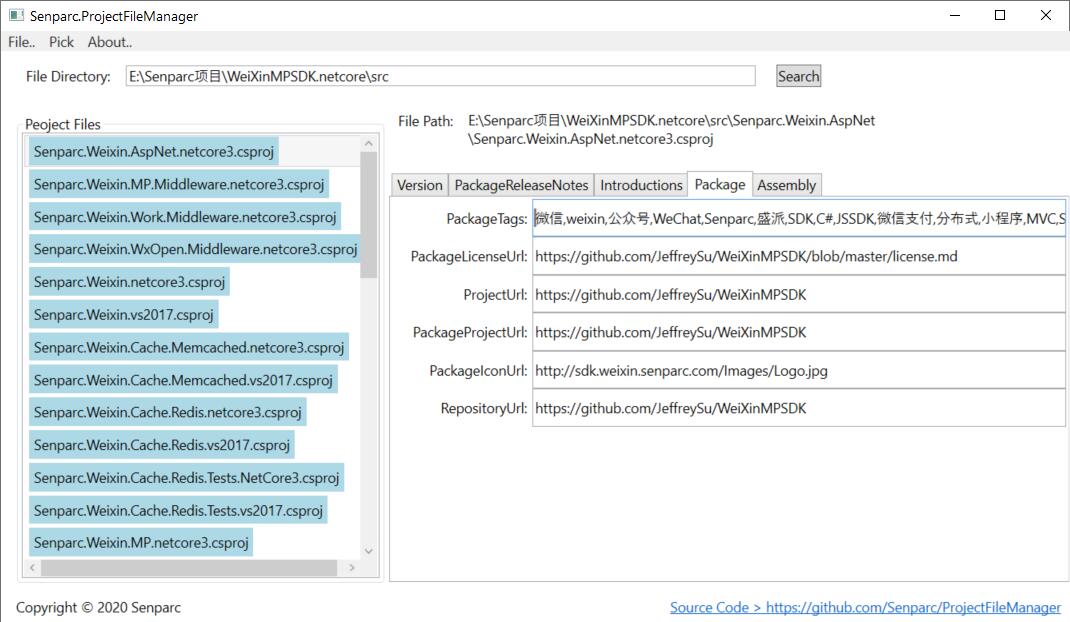 Senparc.ProjectFileManager
File.. Pick About..
File Directory: E:\Senparc项目\WeiXinMPSDK.netcore\src Search
Peoject Files
Senparc.Weixin.AspNet.netcore3.csproj
Senparc.Weixin.MP.Middleware.netcore3.csproj
Senparc.Weixin.Work.Middleware.netcore3.csproj
Senparc.Weixin.WxOpen.Middleware.netcore3.csproj
Senparc.Weixin.netcore3.csproj
Senparc.Weixin.vs2017.csproj
Senparc.Weixin.Cache.Memcached.netcore3.csproj
Senparc.Weixin.Cache.Memcached.vs2017.csproj
Senparc.Weixin.Cache.Redis.netcore3.csproj
Senparc.Weixin.Cache.Redis.vs2017.csproj
Senparc.Weixin.Cache.Redis.Tests.NetCore3.csproj
Senparc.Weixin.Cache.Redis.Tests.vs2017.csproj
Senparc.Weixin.MP.netcore3.csproj
File Path: E:\Senparc项目\WeiXinMPSDK.netcore\src\Senparc.Weixin.AspNet
\Senparc.Weixin.AspNet.netcore3.csproj
Version PackageReleaseNotes Introductions Package Assembly
PackageTags: 微信,weixin,公众号,WeChat,Senparc,盛派,SDK,C#,JSSDK,微信支付,分布式,小程序,MVC,S
PackageLicenseUrl: https://github.com/JeffreySu/WeiXinMPSDK/blob/master/license.md
ProjectUrl: https://github.com/JeffreySu/WeiXinMPSDK
PackageProjectUrl: https://github.com/JeffreySu/WeiXinMPSDK
PackageIconUrl: http://sdk.weixin.senparc.com/Images/Logo.jpg
RepositoryUrl: https://github.com/JeffreySu/WeiXinMPSDK
Copyright © 2020 Senparc
Source Code > https://github.com/Senparc/ProjectFileManager